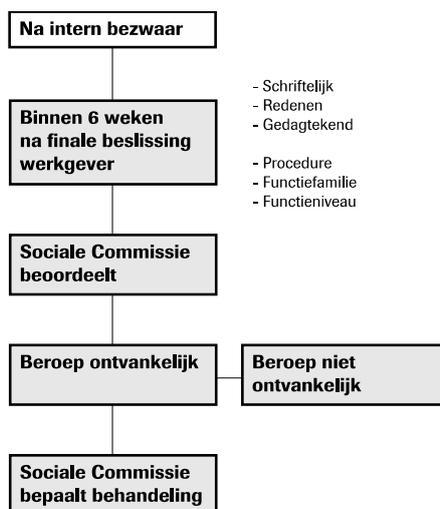 Na intern bezwaar
Binnen 6 weken
na finale beslissing
werkgever
- Schriftelijk
- Redenen
- Gedagtekend
- Procedure
- Functiefamilie
- Functieniveau
Sociale Commissie
beoordeelt
Beroep ontvankelijk
Beroep niet
ontvankelijk
Sociale Commissie
bepaalt behandeling